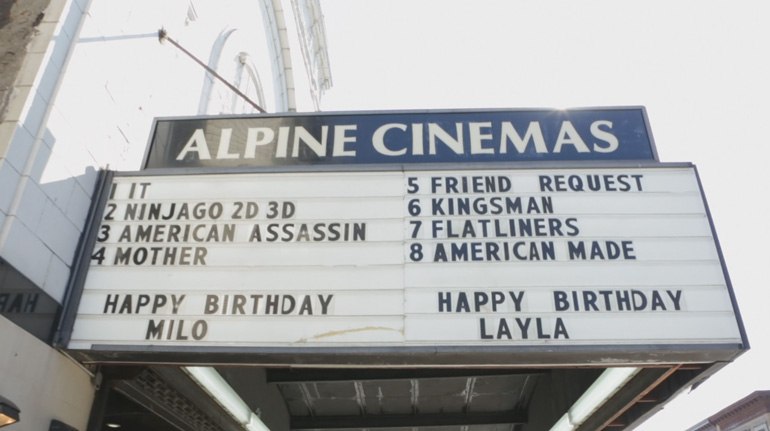 ALPINE CINEMAS
1 IT
2 NINJAGO 2D 3D
3 AMERICAN ASSASSIN
4 MOTHER
HAPPY BIRTHDAY
MILO
5 FRIEND REQUEST
6 KINGSMAN
7 FLATLINERS
8 AMERICAN MADE
HAPPY BIRTHDAY
LAYLA